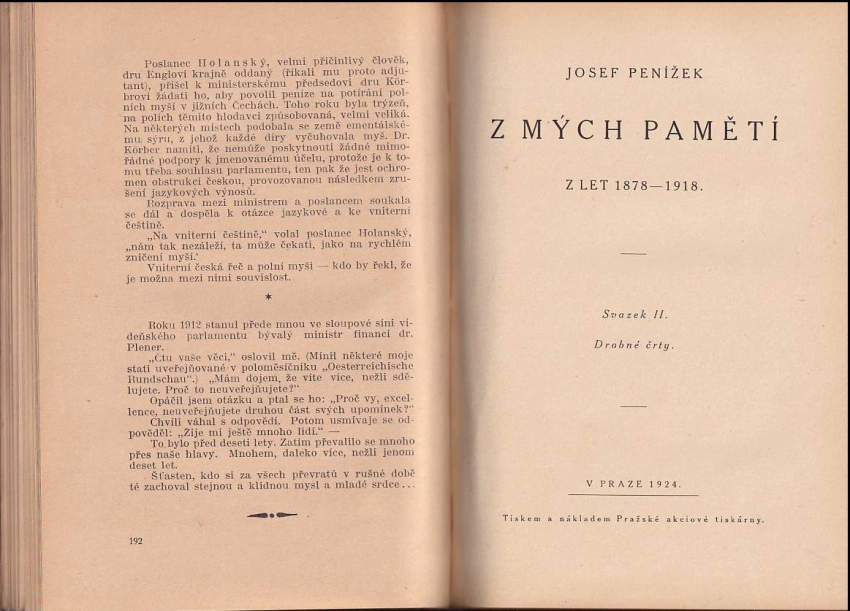 Poslanec Holanský, velmi přičinlivý člověk,
dru Englovi krajně oddaný (říkali mu proto adju-
tant), přišel k ministerskému předsedovi dru Kör-
brovi žádati ho, aby povolil peníze na potírání pol-
ních myší v jižních Čechách. Toho roku byla trýzeň,
na polích těmito hlodavci způsobovaná, velmi veliká.
Na některých místech podobala se země ementálské-
mu sýru, z jehož každé díry vyčuhovala myš. Dr.
Körber namítl, že nemůže poskytnouti žádné mimo-
řádné podpory k jmenovanému účelu, protože je k to-
mu třeba souhlasu parlamentu, ten pak že jest ochro-
men obstrukcí českou, provozovanou následkem zru-
šení jazykových výnosů.
Rozprava mezi ministrem a poslancem soukala
se dál a dospěla k otázce jazykové a ke vniterní
češtině.
„Na vniterní češtině,“ volal poslanec Holanský,
„nám tak nezáleží, ta může čekati, jako na rychlém
zničení myší.‘
Vniterní česká řeč a polní myši — kdo by řekl, že
je možna mezi nimi souvislost.
*
Roku 1912 stanul přede mnou ve sloupové síni ví-
deňského parlamentu bývalý ministr financí dr.
Plener.
„Čtu vaše věci,“ oslovil mě. (Mínil některé moje
stati uveřejňované v poloměsíčníku „Oesterreichische
Rundschau“.) „Mám dojem, že víte více, nežli sdě-
lujete. Proč to neuveřejňujete?“
Opáčil jsem otázku a ptal se ho: „Proč vy, excel-
lence, neuveřejňujete druhou část svých upomínek?“
Chvíli váhal s odpovědí. Potom usmívaje se od-
pověděl: „Žije mi ještě mnoho lidí.“ —
To bylo před deseti lety. Zatím převalilo se mnoho
přes naše hlavy. Mnohem, daleko více, nežli jenom
deset let.
Šťasten, kdo si za všech převratů v rušné době
té zachoval stejnou a klidnou mysl a mladé srdce...
192
JOSEF PENÍŽEK
Z MÝCH PAMĚTÍ
Z LET 1878—1918.
Svazek II.
Drobné črty.
V PRAZE 1924.
Tiskem a nákladem Pražské akciové tiskárny.